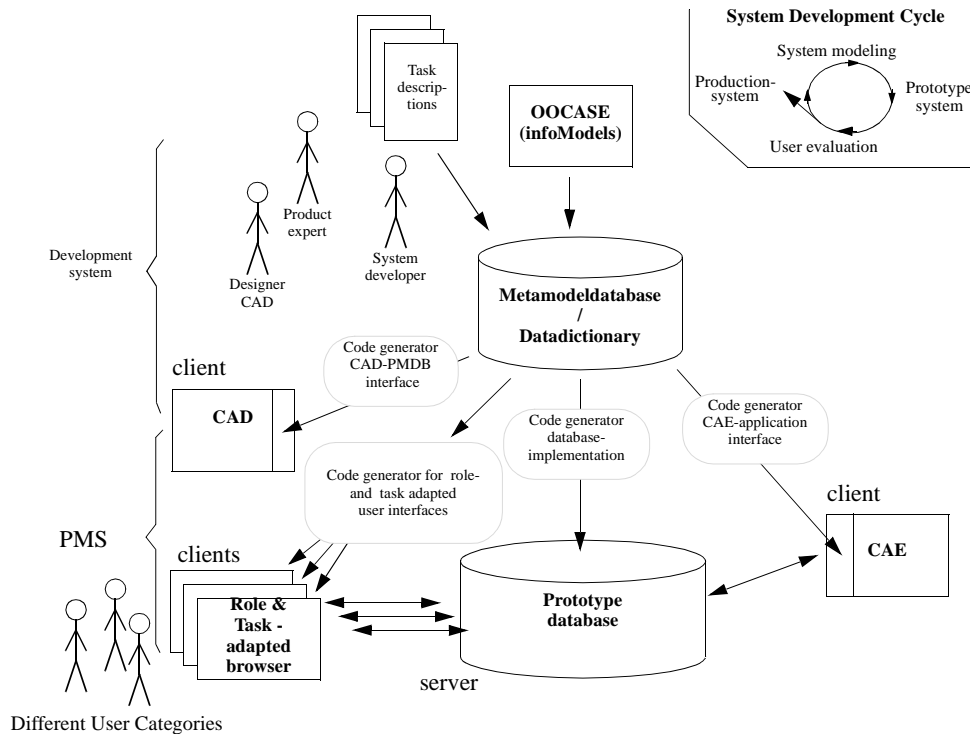 System Development Cycle
System modeling
Production-
system
Prototype
system
User evaluation
Task
descrip-
tions
OOCASE
(infoModels)
Product
expert
System
developer
Designer
CAD
Development
system
Metamodeldatabase
/
Datadictionary
Code generator
CAD-PMDB
interface
client
CAD
Code generator
database-
implementation
Code generator
CAE-application
interface
Code generator for role-
and task adapted
user interfaces
client
CAE
PMS
clients
Role &
Task -
adapted
browser
Prototype
database
server
Different User Categories